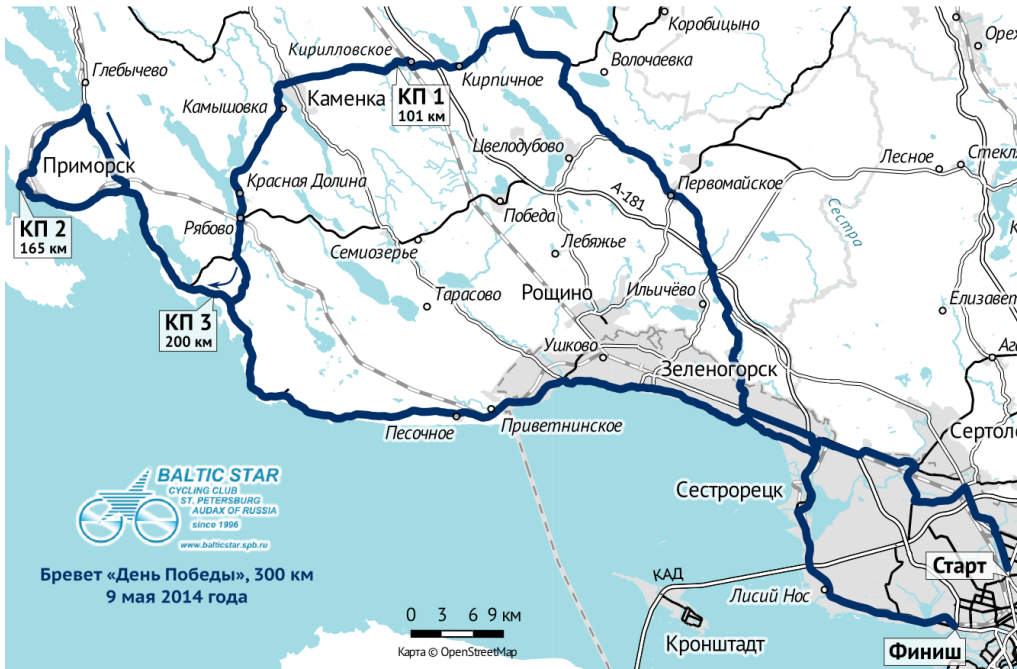 Коробицыно
Орех
Кирилловское
Глебычево
Кирпичное
Волочаевка
Каменка
КП 1
101 км
Камышовка
Цвелодубово
Лесное
Стекля
Приморск
Красная Долина
А-181
Первомайское
Победа
Сестра
КП 2
165 км
Рябово
Семиозерье
Лебяжье
Тарасово
Рощино
Ильичёво
Елизавет
КП 3
200 км
Ушково
Зеленогорск
Песочное
Приветнинское
Сертоло
Сестрорецк
BALTIC STAR
CYCLING CLUB
ST. PETERSBURG
AUDAX OF RUSSIA
since 1996
www.balticstar.spb.ru
Бревет «День Победы», 300 км
9 мая 2014 года
КАД
Старт
Лисий Нос
0 3 6 9 км
Карта © OpenStreetMap
Кронштадт
Финиш